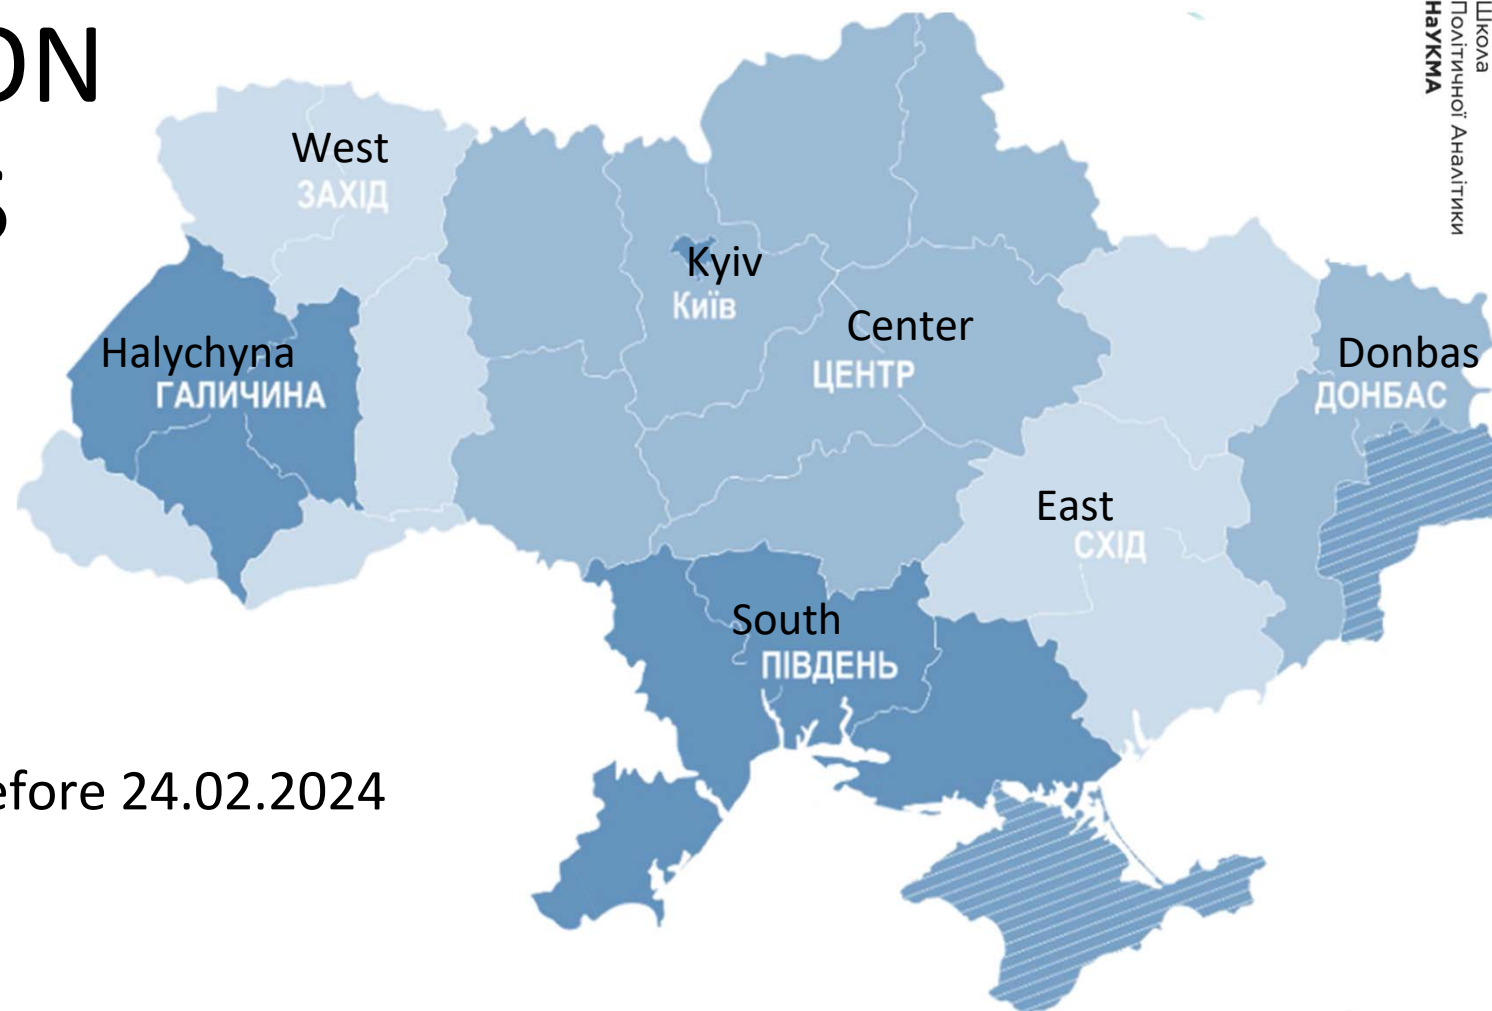 ON
S
West
ЗАХІД
Kyiv
Київ
Center
ЦЕНТР
Halychyna
ГАЛИЧИНА
Donbas
ДОНБАС
East
СХІД
South
ПІВДЕНЬ
efore 24.02.2024
Школа
Політичної Аналітики
НаУКМА